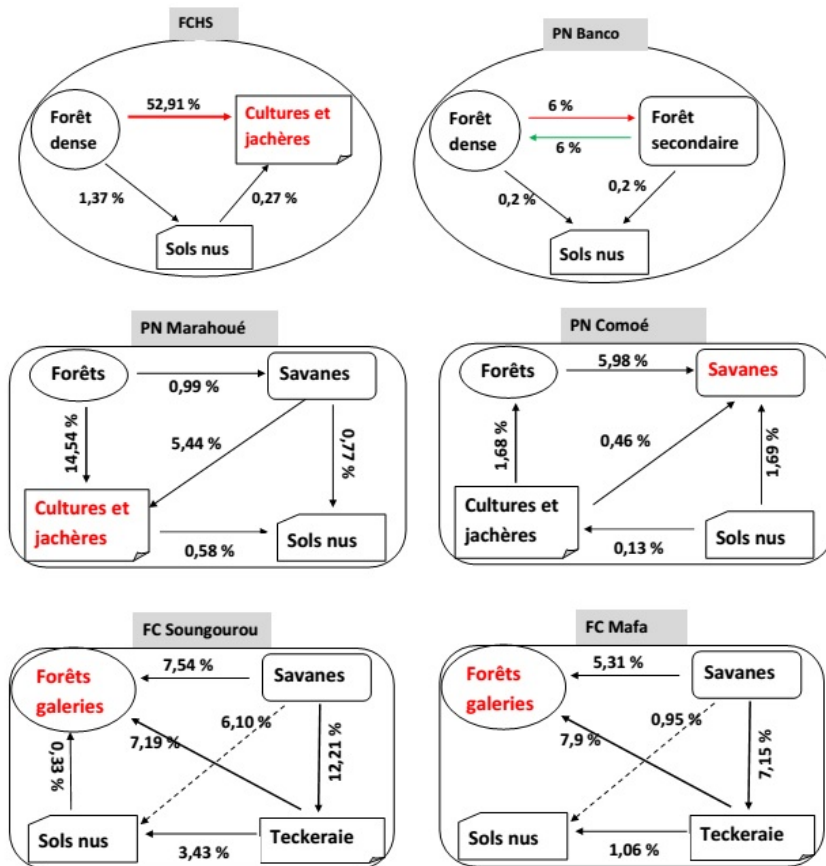 FCHS
Forêt
dense
52,91 %
Cultures et
jachères
1,37 %
0,27 %
Sols nus
PN Banco
Forêt
dense
6 %
6 %
Forêt
secondaire
0,2 %
0,2 %
Sols nus
PN Marahoué
Forêts
0,99 %
Savanes
14,54 %
5,44 %
0,77 %
Cultures et
jachères
0,58 %
Sols nus
PN Comoé
Forêts
5,98 %
Savanes
1,68 %
0,46 %
1,69 %
Cultures et
jachères
0,13 %
Sols nus
FC Soungourou
Forêts
galeries
7,54 %
Savanes
6,10 %
7,19 %
12,21 %
0,33 %
Sols nus
3,43 %
Teckeraie
FC Mafa
Forêts
galeries
5,31 %
Savanes
0,95 %
7,9 %
7,15 %
Sols nus
1,06 %
Teckeraie